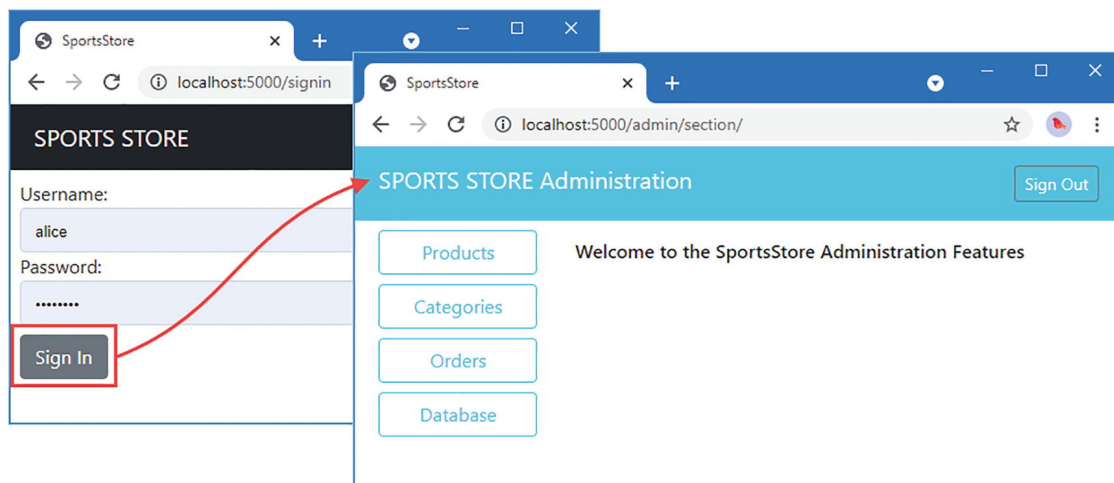 SportsStore
localhost:5000/signin
SPORTS STORE
Username:
alice
Password:
••••••••
Sign In
SportsStore
localhost:5000/admin/section/
SPORTS STORE Administration
Sign Out
Products
Welcome to the SportsStore Administration Features
Categories
Orders
Database